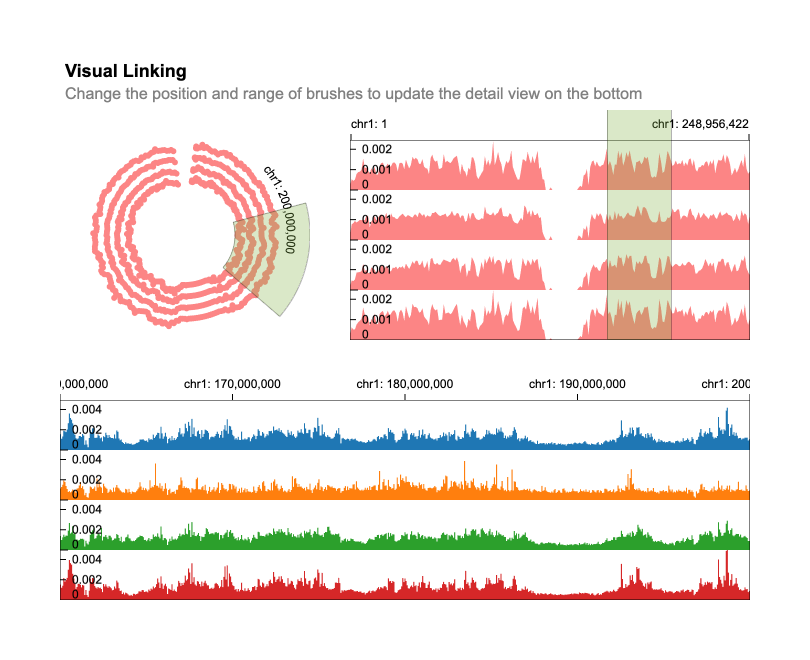 Visual Linking
Change the position and range of brushes to update the detail view on the bottom
chr1: 200,000,000
chr1: 1
chr1: 248,956,422
0.002
0.001
0
0.002
0.001
0
0.002
0.001
0
0.002
0.001
0
0,000,000
chr1: 170,000,000
chr1: 180,000,000
chr1: 190,000,000
chr1: 200
0.004
0.002
0
0.004
0.002
0
0.004
0.002
0
0.004
0.002
0